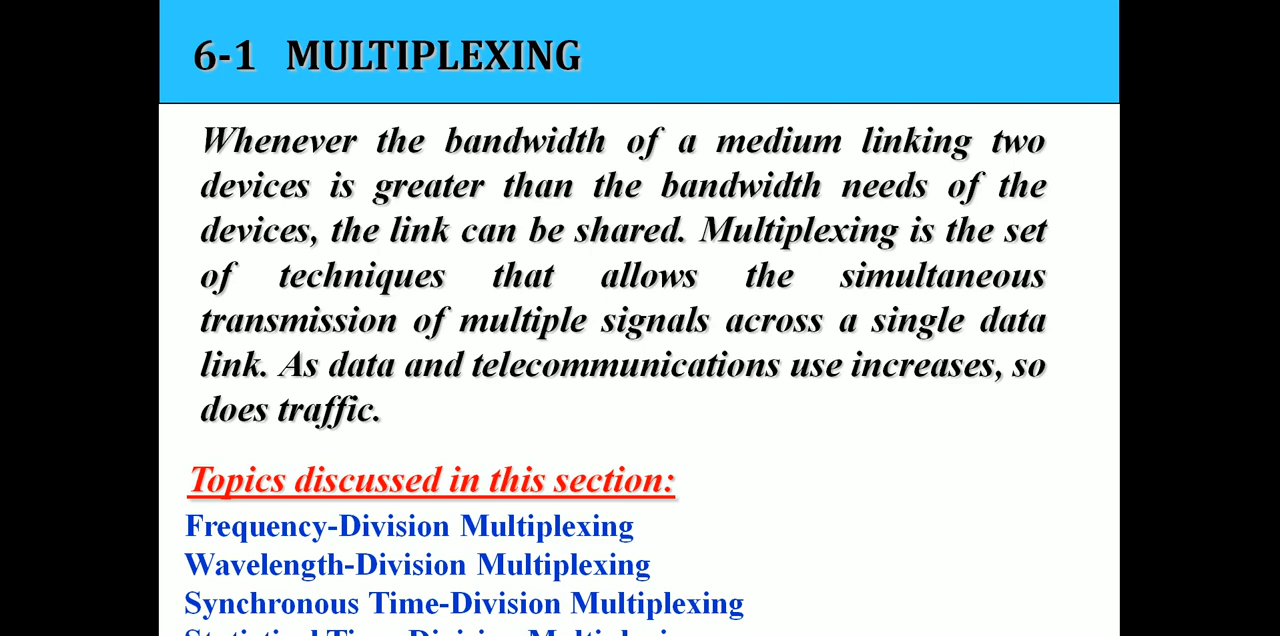 6-1 MULTIPLEXING
Whenever the bandwidth of a medium linking two
devices is greater than the bandwidth needs of the
devices, the link can be shared. Multiplexing is the set
of techniques that allows the simultaneous
transmission of multiple signals across a single data
link. As data and telecommunications use increases, so
does traffic.
Topics discussed in this section:
Frequency-Division Multiplexing
Wavelength-Division Multiplexing
Synchronous Time-Division Multiplexing